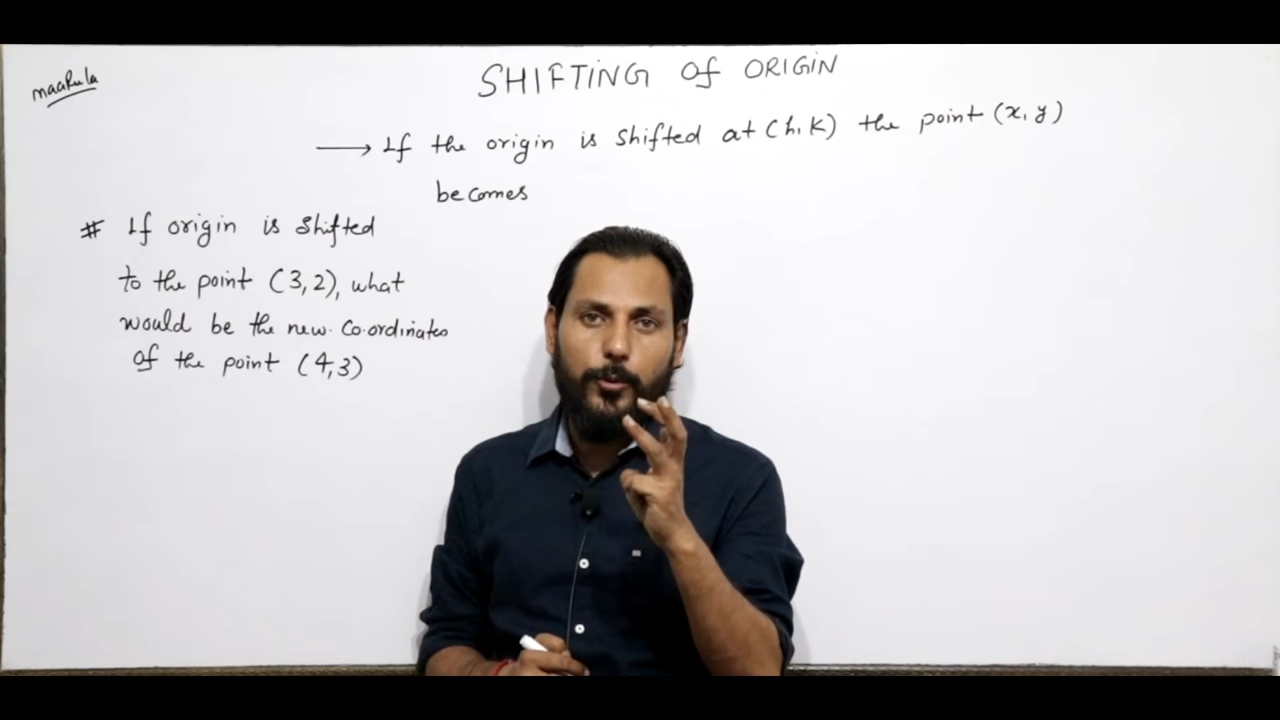 maaRula
SHIFTING Of ORIGIN
→ If the origin is shifted at (h, k) the point (x, y)
becomes
# If origin is shifted
to the point (3,2), what
would be the new co-ordinates
of the point (4,3)